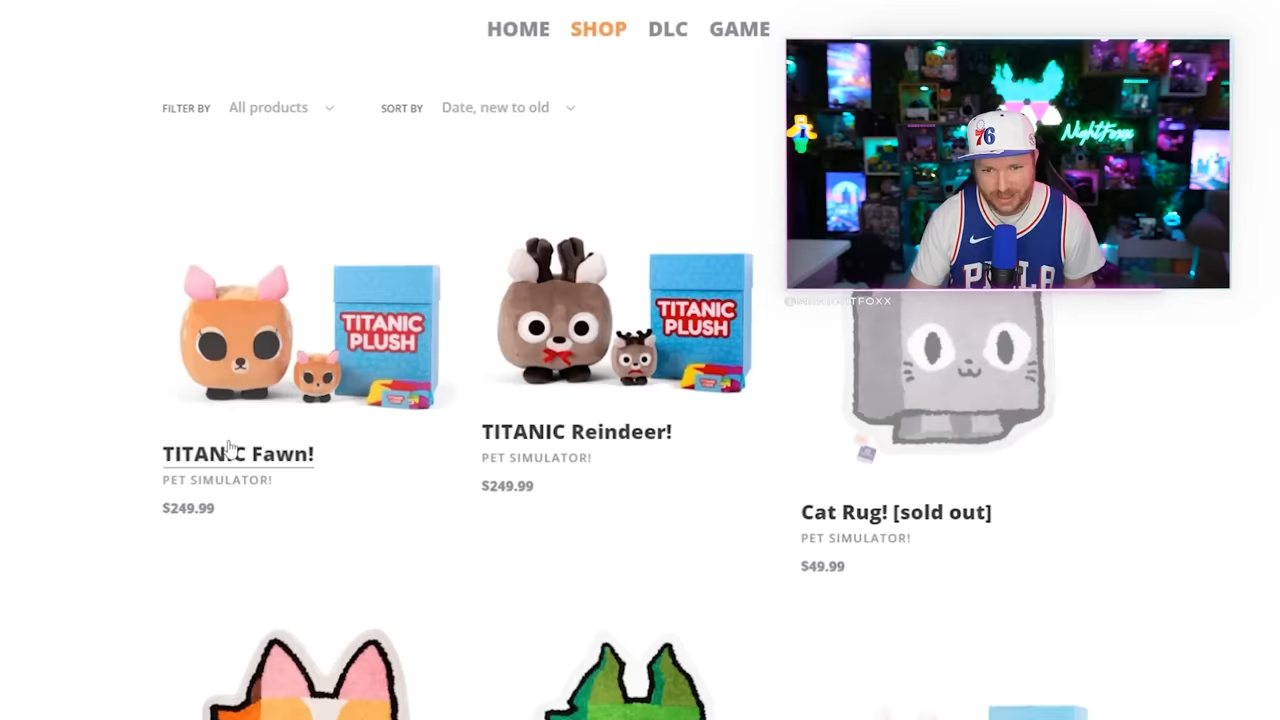 HOME SHOP DLC GAME
FILTER BY All products SORT BY Date, new to old
76
NightFoxx
PHILA
TITANIC
PLUSH
TITANIC
PLUSH
TITANIC Fawn!
PET SIMULATOR!
$249.99
TITANIC Reindeer!
PET SIMULATOR!
$249.99
Cat Rug! [sold out]
PET SIMULATOR!
$49.99